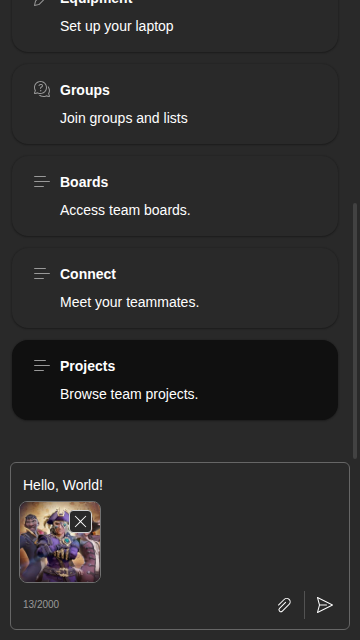 Equipment
Set up your laptop
Groups
Join groups and lists
Boards
Access team boards.
Connect
Meet your teammates.
Projects
Browse team projects.
Hello, World!
13/2000